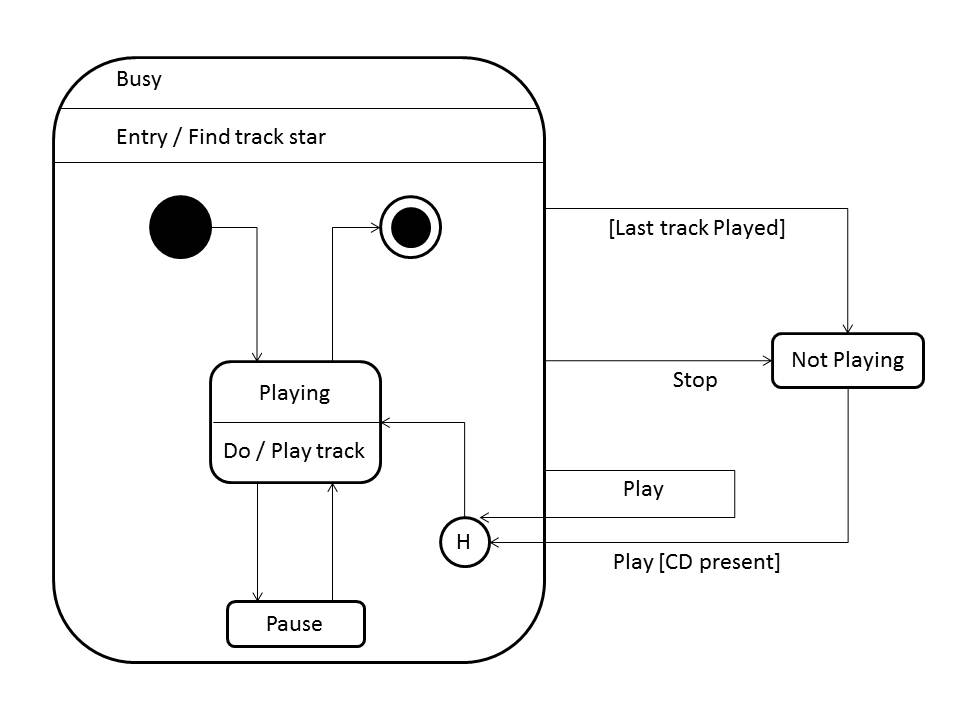 Busy
Entry / Find track star
[Last track Played]
Not Playing
Stop
Playing
Do / Play track
Play
H
Play [CD present]
Pause